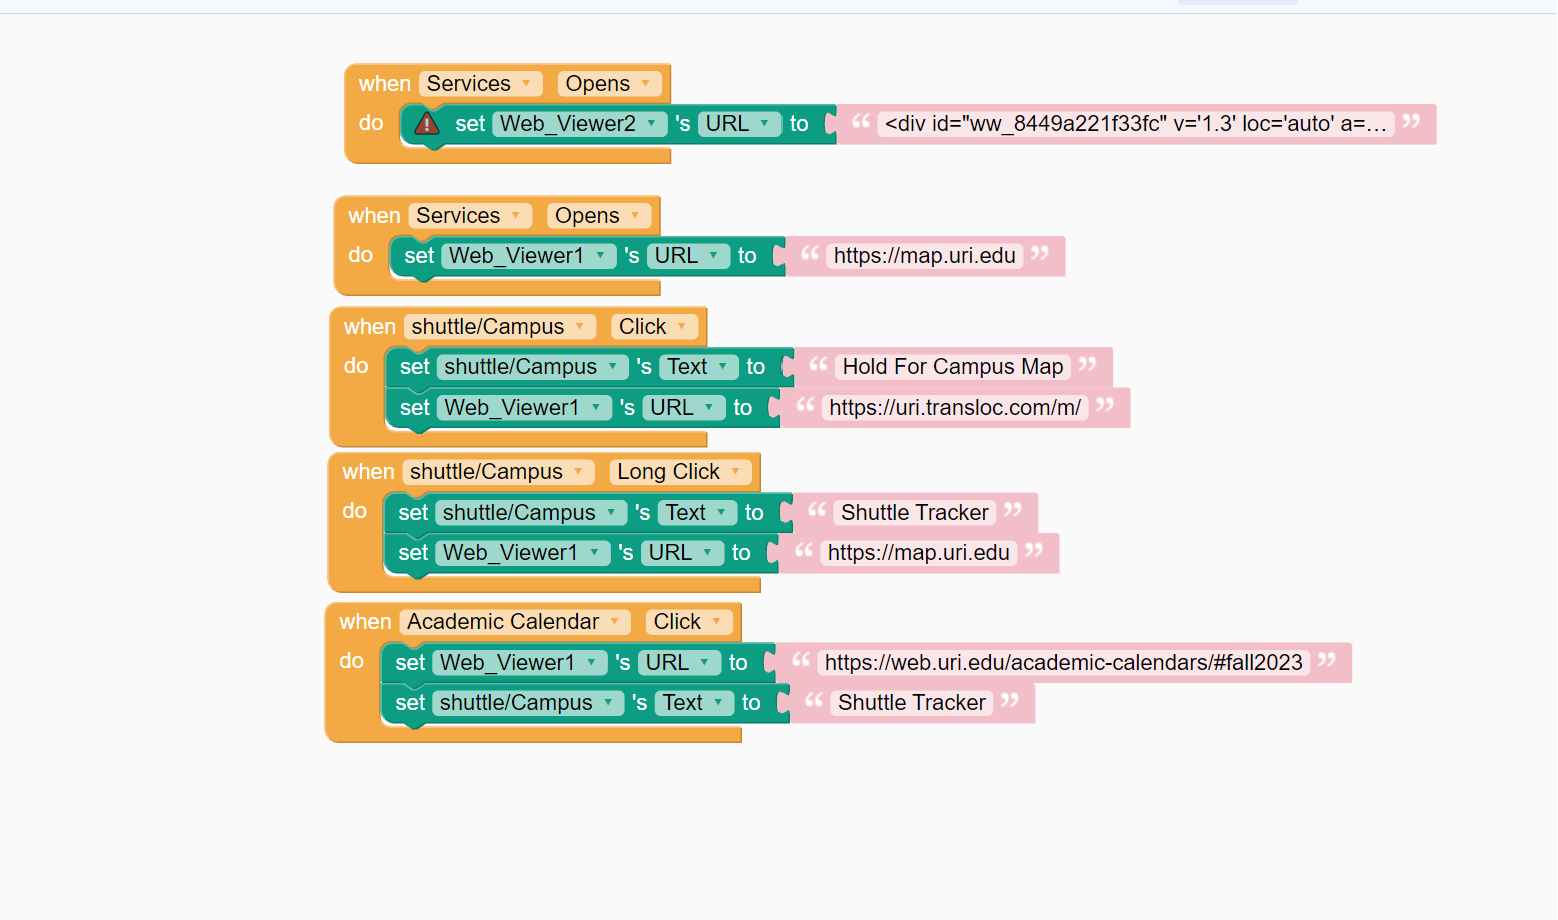 when Services Opens
do set Web_Viewer2 's URL to “ <div id="ww_8449a221f33fc" v='1.3' loc='auto' a=... ”
when Services Opens
do set Web_Viewer1 's URL to “ https://map.uri.edu ”
when shuttle/Campus Click
do set shuttle/Campus 's Text to “ Hold For Campus Map ”
set Web_Viewer1 's URL to “ https://uri.transloc.com/m/ ”
when shuttle/Campus Long Click
do set shuttle/Campus 's Text to “ Shuttle Tracker ”
set Web_Viewer1 's URL to “ https://map.uri.edu ”
when Academic Calendar Click
do set Web_Viewer1 's URL to “ https://web.uri.edu/academic-calendars/#fall2023 ”
set shuttle/Campus 's Text to “ Shuttle Tracker ”